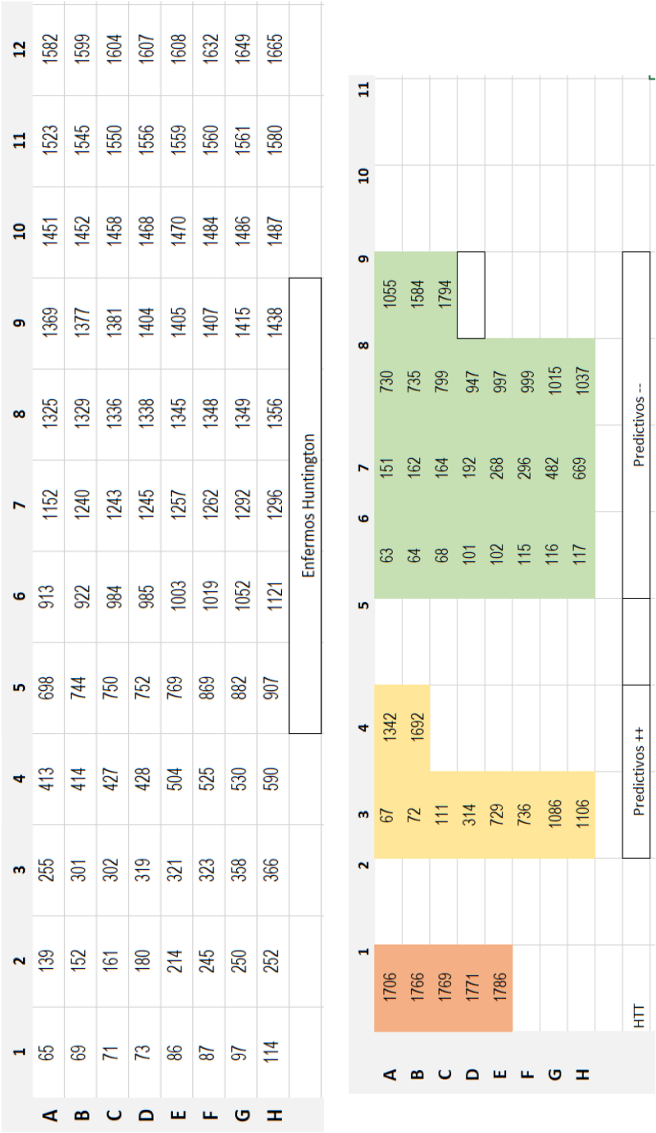 1 2 3 4 5 6 7 8 9 10 11 12
A 65 139 255 413 698 913 1152 1325 1369 1451 1523 1582
B 69 152 301 414 744 922 1240 1329 1377 1452 1545 1599
C 71 161 302 427 750 984 1243 1336 1381 1458 1550 1604
D 73 180 319 428 752 985 1245 1338 1404 1468 1556 1607
E 86 214 321 504 769 1003 1257 1345 1405 1470 1559 1608
F 87 245 323 525 869 1019 1262 1348 1407 1484 1560 1632
G 97 250 358 530 882 1052 1292 1349 1415 1486 1561 1649
H 114 252 366 590 907 1121 1296 1356 1438 1487 1580 1665
Enfermos Huntington
1 2 3 4 5 6 7 8 9 10 11
A 1706 67 1342 63 151 730 1055
B 1766 72 1692 64 162 735 1584
C 1769 111 68 164 799 1794
D 1771 314 101 192 947
E 1786 729 102 268 997
F 736 115 296 999
G 1086 116 482 1015
H 1106 117 669 1037
HTT Predictivos ++ Predictivos --